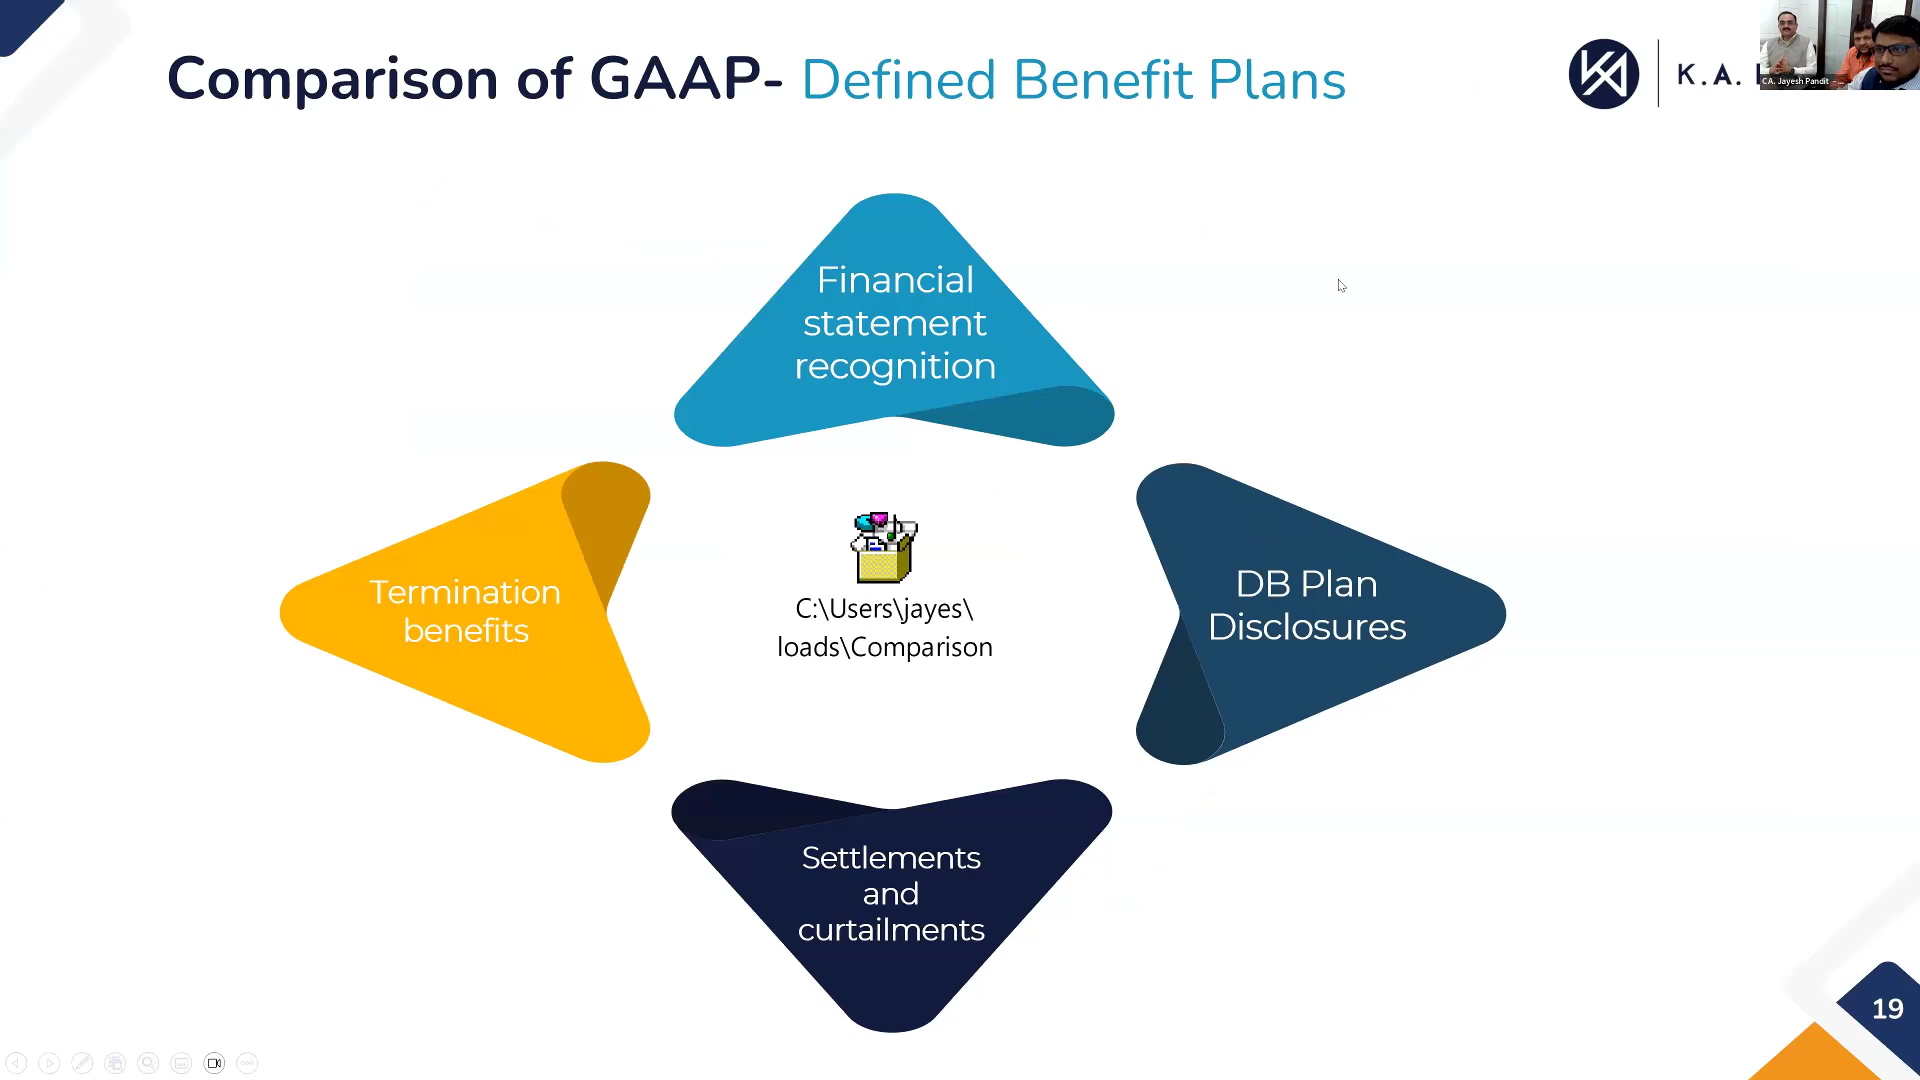 Comparison of GAAP- Defined Benefit Plans
K.A.
CA. Jayesh Pandit - ...
Financial
statement
recognition
Termination
benefits
C:\Users\jayes\
loads\Comparison
DB Plan
Disclosures
Settlements
and
curtailments
19